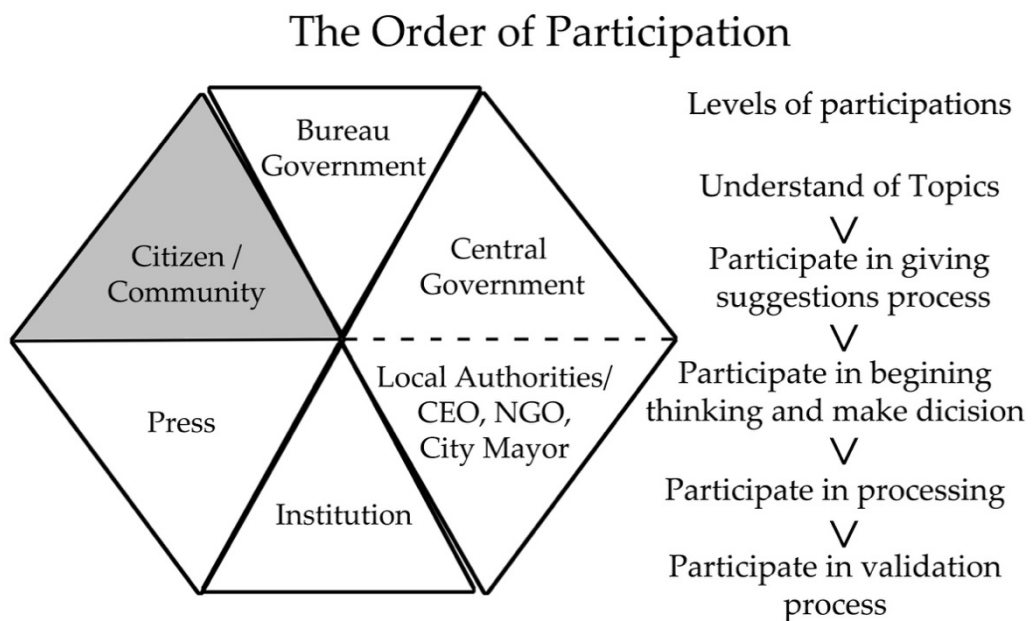 The Order of Participation
Bureau
Government
Citizen /
Community
Central
Government
Press
Local Authorities/
CEO, NGO,
City Mayor
Institution
Levels of participations
Understand of Topics
Participate in giving
suggestions process
Participate in begining
thinking and make dicision
Participate in processing
Participate in validation
process